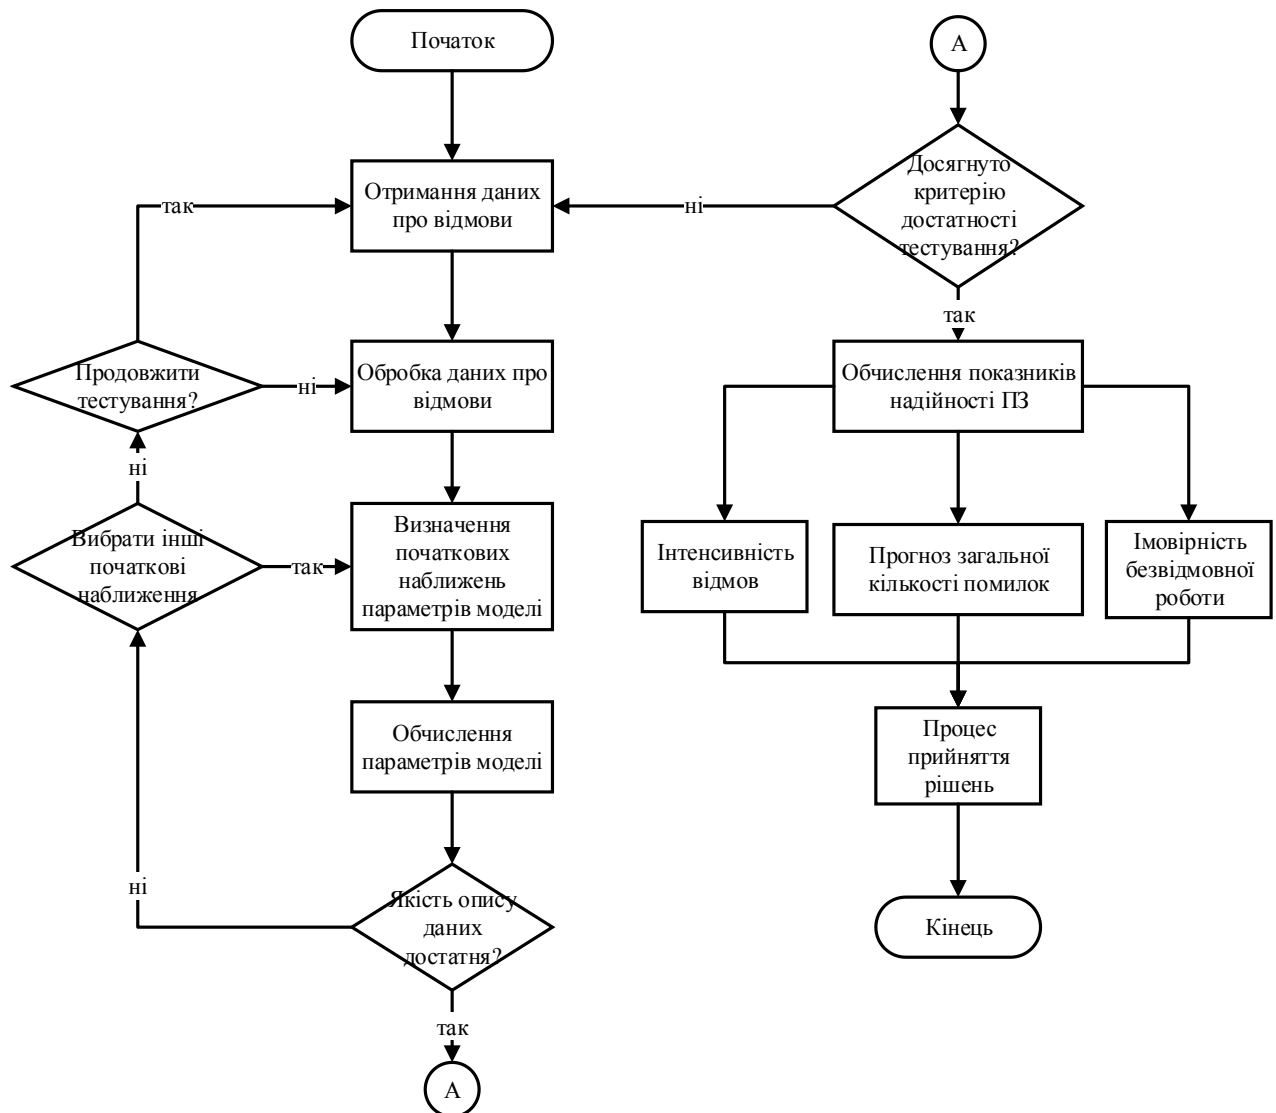 Початок
Отримання даних
про відмови
так
Обробка даних про
відмови
Продовжити
тестування?
ні
ні
Вибрати інші
початкові
наближення
так
Визначення
початкових
наближень
параметрів моделі
Обчислення
параметрів моделі
ні
Якість опису
даних
достатня?
так
А
А
Досягнуто
критерію
достатності
тестування?
ні
так
Обчислення показників
надійності ПЗ
Інтенсивність
відмов
Прогноз загальної
кількості помилок
Імовірність
безвідмовної
роботи
Процес
прийняття
рішень
Кінець